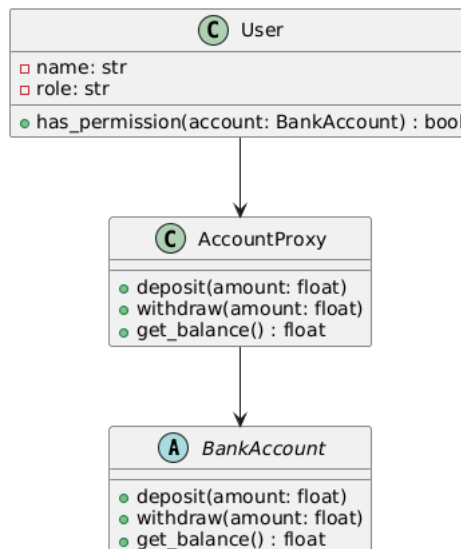 C User
name: str
role: str
has_permission(account: BankAccount) : bool
C AccountProxy
deposit(amount: float)
withdraw(amount: float)
get_balance() : float
A BankAccount
deposit(amount: float)
withdraw(amount: float)
get_balance() : float